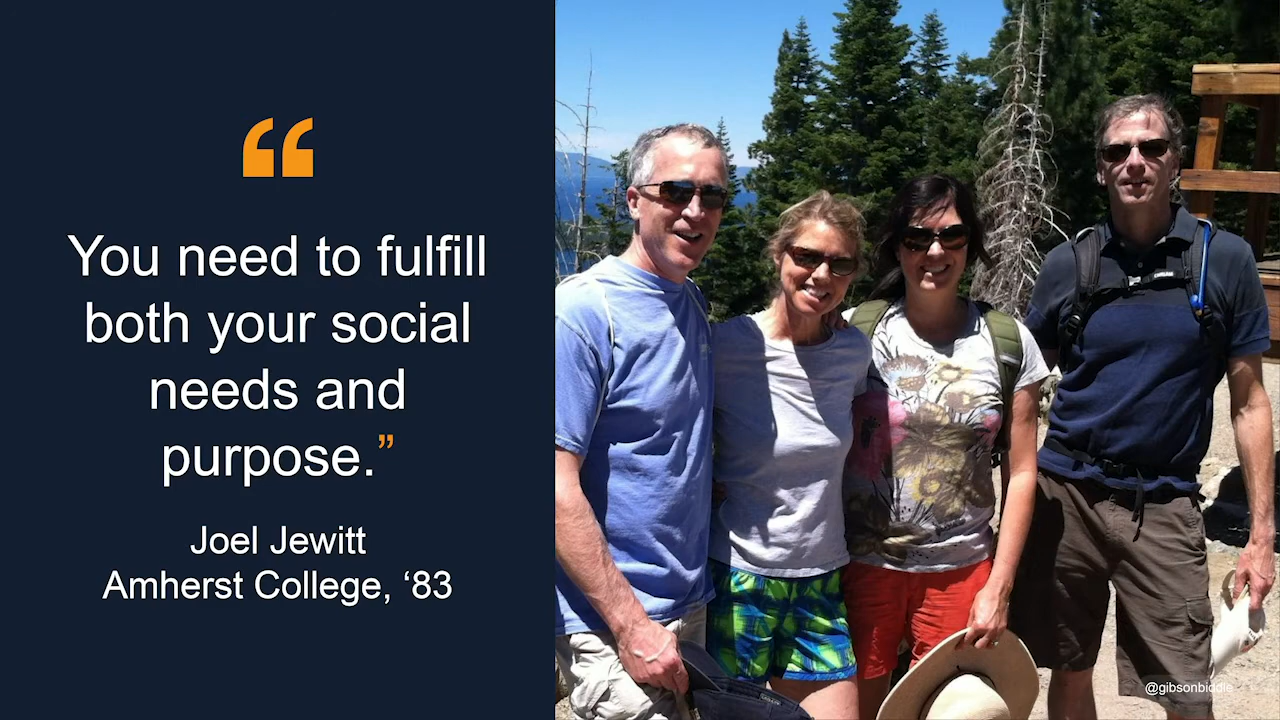 “
You need to fulfill
both your social
needs and
purpose.”
Joel Jewitt
Amherst College, ‘83
@gibsonbiddle